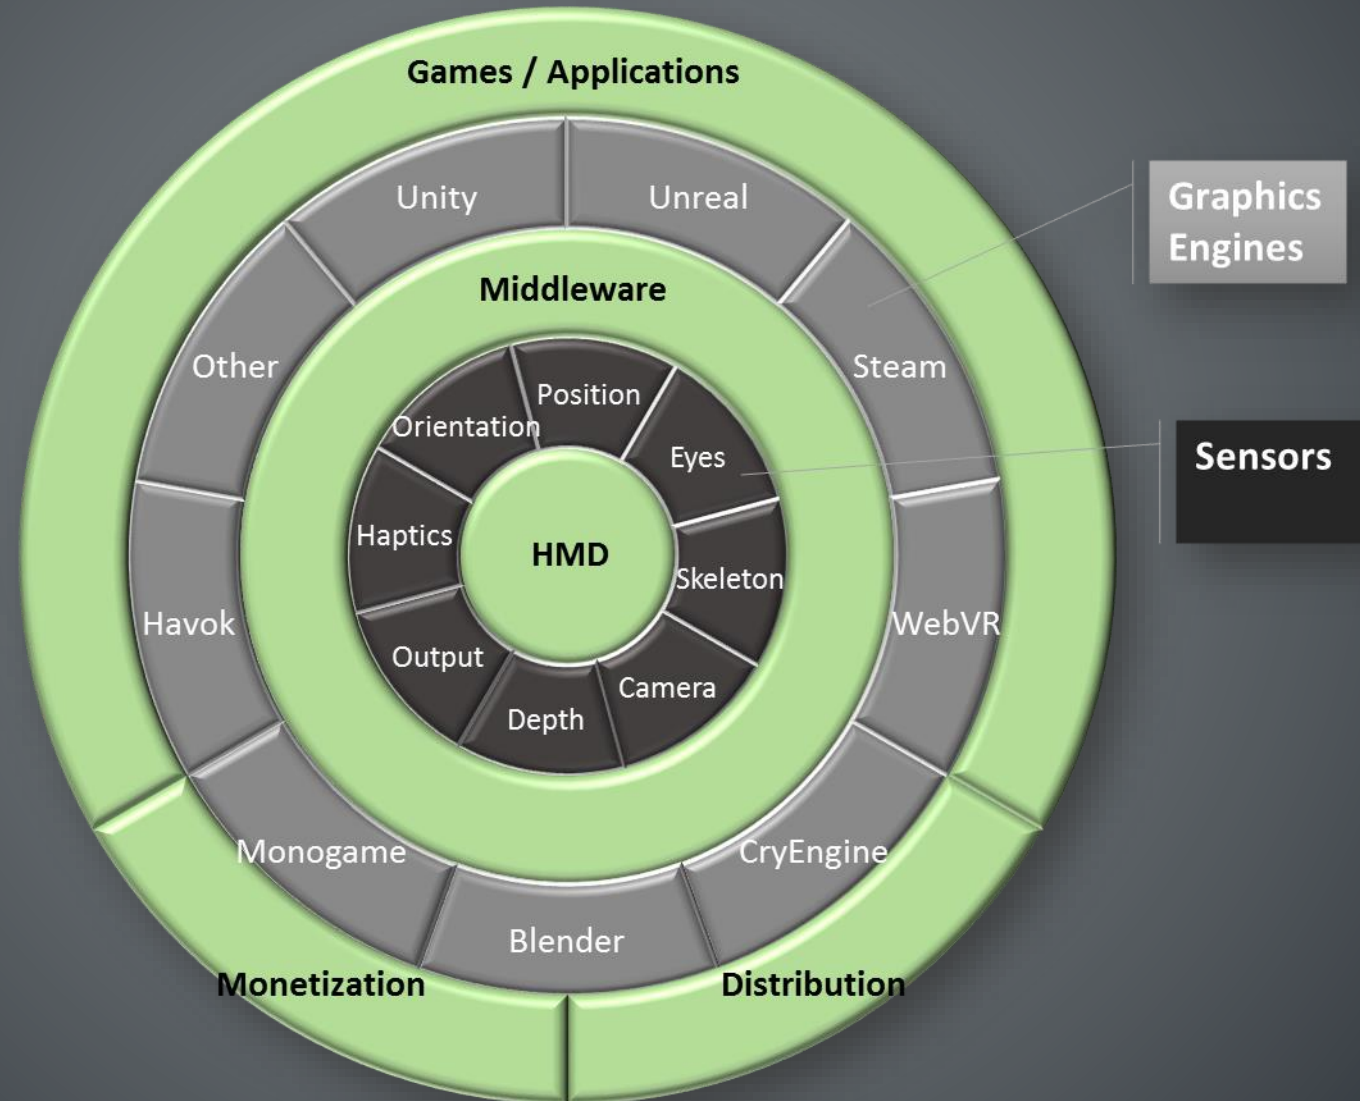 Games / Applications
Unity
Unreal
Graphics
Engines
Middleware
Other
Steam
Position
Orientation
Eyes
Sensors
Haptics
HMD
Skeleton
Havok
WebVR
Output
Camera
Depth
Monogame
CryEngine
Blender
Monetization
Distribution